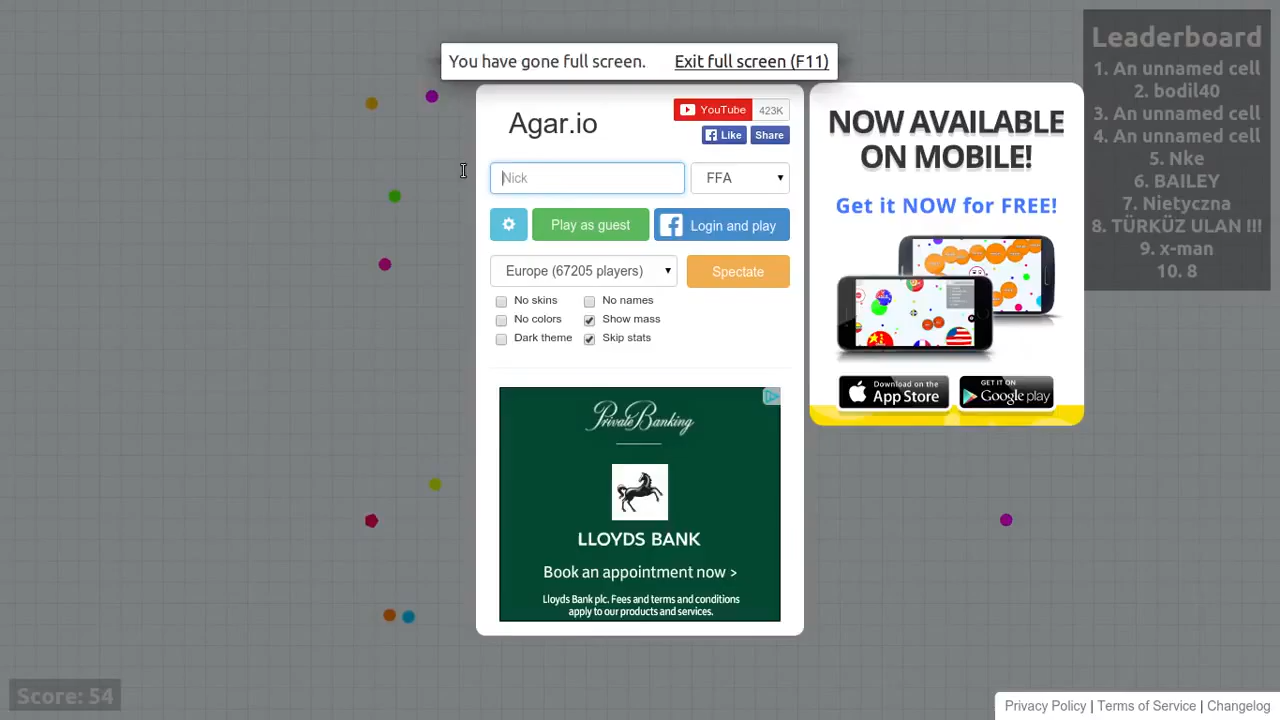 You have gone full screen. Exit full screen (F11)
Agar.io
YouTube 423K
Like Share
Nick
FFA
Play as guest
Login and play
Europe (67205 players)
Spectate
No skins
No names
No colors
Show mass
Dark theme
Skip stats
Private Banking
LLOYDS BANK
Book an appointment now >
Lloyds Bank plc. Fees and terms and conditions
apply to our products and services.
NOW AVAILABLE
ON MOBILE!
Get it NOW for FREE!
Download on the
App Store
GET IT ON
Google play
Leaderboard
1. An unnamed cell
2. bodil40
3. An unnamed cell
4. An unnamed cell
5. Nke
6. BAILEY
7. Nietyczna
8. TÜRKÜZ ULAN !!!
9. x-man
10. 8
Score: 54
Privacy Policy | Terms of Service | Changelog